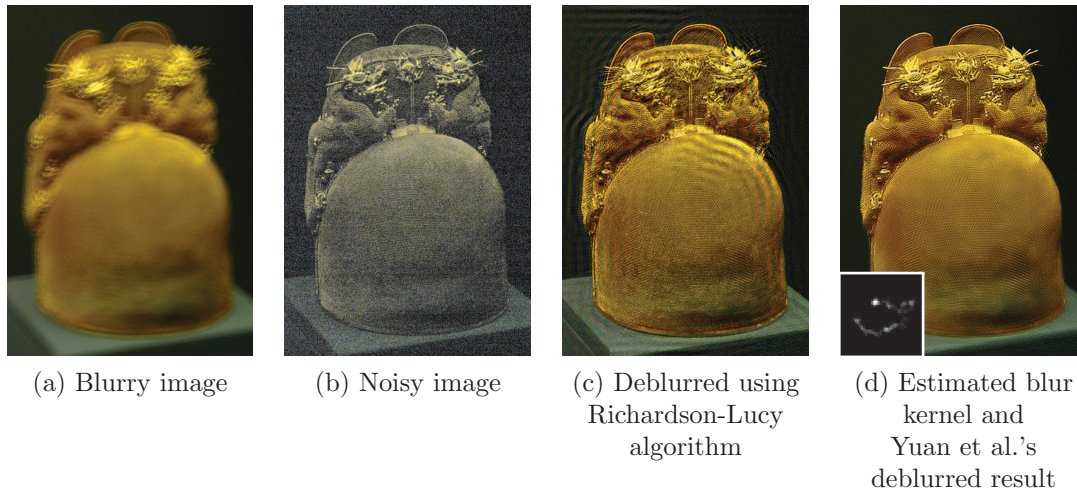 (a) Blurry image
(b) Noisy image
(c) Deblurred using
Richardson-Lucy
algorithm
(d) Estimated blur
kernel and
Yuan et al.'s
deblurred result